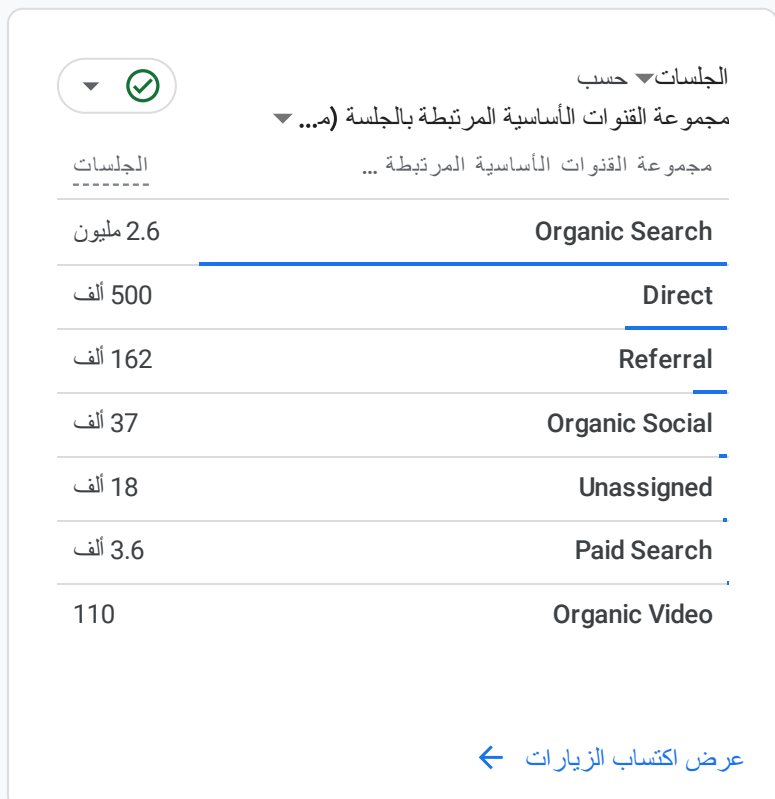 الجلسات حسب
مجموعة القنوات الأساسية المرتبطة بالجلسة (م...
مجموعة القنوات الأساسية المرتبطة ... الجلسات
Organic Search 2.6 مليون
Direct 500 ألف
Referral 162 ألف
Organic Social 37 ألف
Unassigned 18 ألف
Paid Search 3.6 ألف
Organic Video 110
عرض اكتساب الزيارات